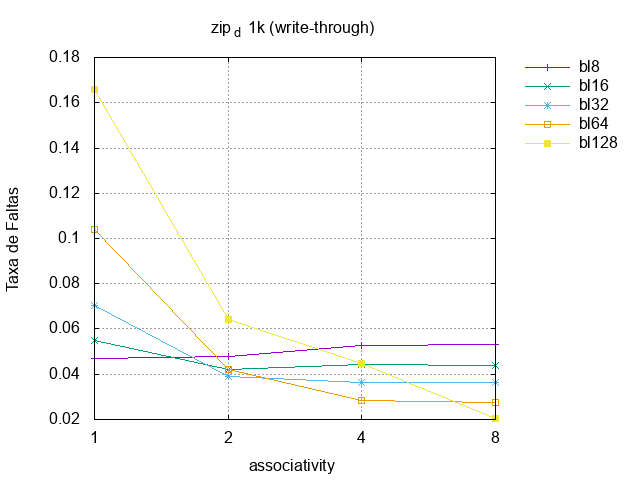 zip d 1k (write-through)
0.18
0.16
0.14
0.12
0.1
0.08
0.06
0.04
0.02
Taxa de Faltas
1 2 4 8
associativity
bl8
bl16
bl32
bl64
bl128